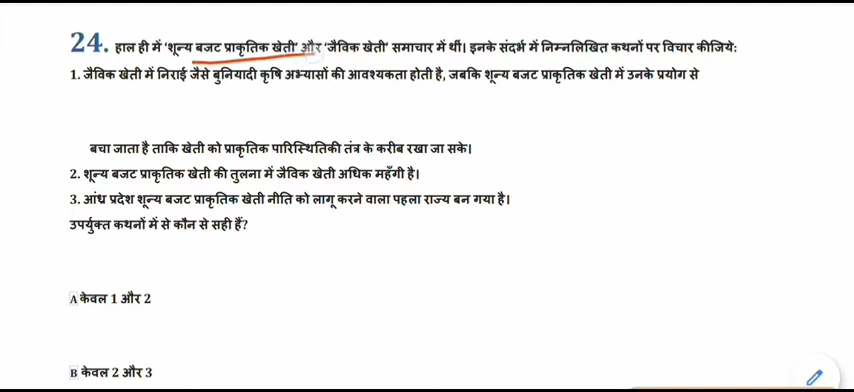 24. हाल ही में ‘शून्य बजट प्राकृतिक खेती’ और ‘जैविक खेती’ समाचार में थीं। इनके संदर्भ में निम्नलिखित कथनों पर विचार कीजिये:
1. जैविक खेती में निराई जैसे बुनियादी कृषि अभ्यासों की आवश्यकता होती है, जबकि शून्य बजट प्राकृतिक खेती में उनके प्रयोग से
बचा जाता है ताकि खेती को प्राकृतिक पारिस्थितिकी तंत्र के करीब रखा जा सके।
2. शून्य बजट प्राकृतिक खेती की तुलना में जैविक खेती अधिक महँगी है।
3. आंध्र प्रदेश शून्य बजट प्राकृतिक खेती नीति को लागू करने वाला पहला राज्य बन गया है।
उपर्युक्त कथनों में से कौन से सही हैं?
A केवल 1 और 2
B केवल 2 और 3